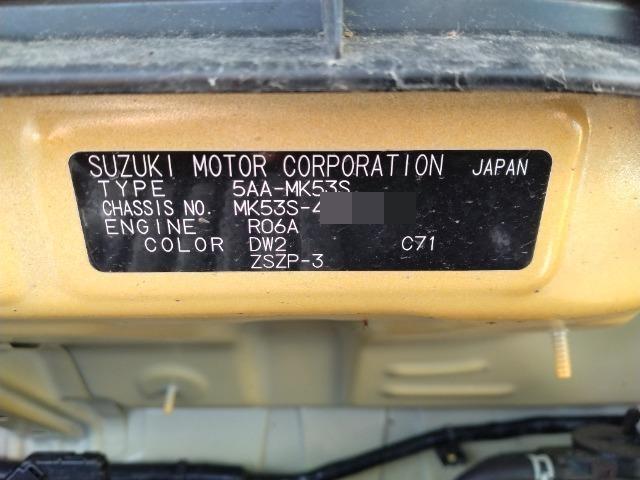 SUZUKI MOTOR CORPORATION JAPAN
TYPE 5AA-MK53S
CHASSIS NO. MK53S-4
ENGINE R06A
COLOR DW2 C71
ZSZP-3